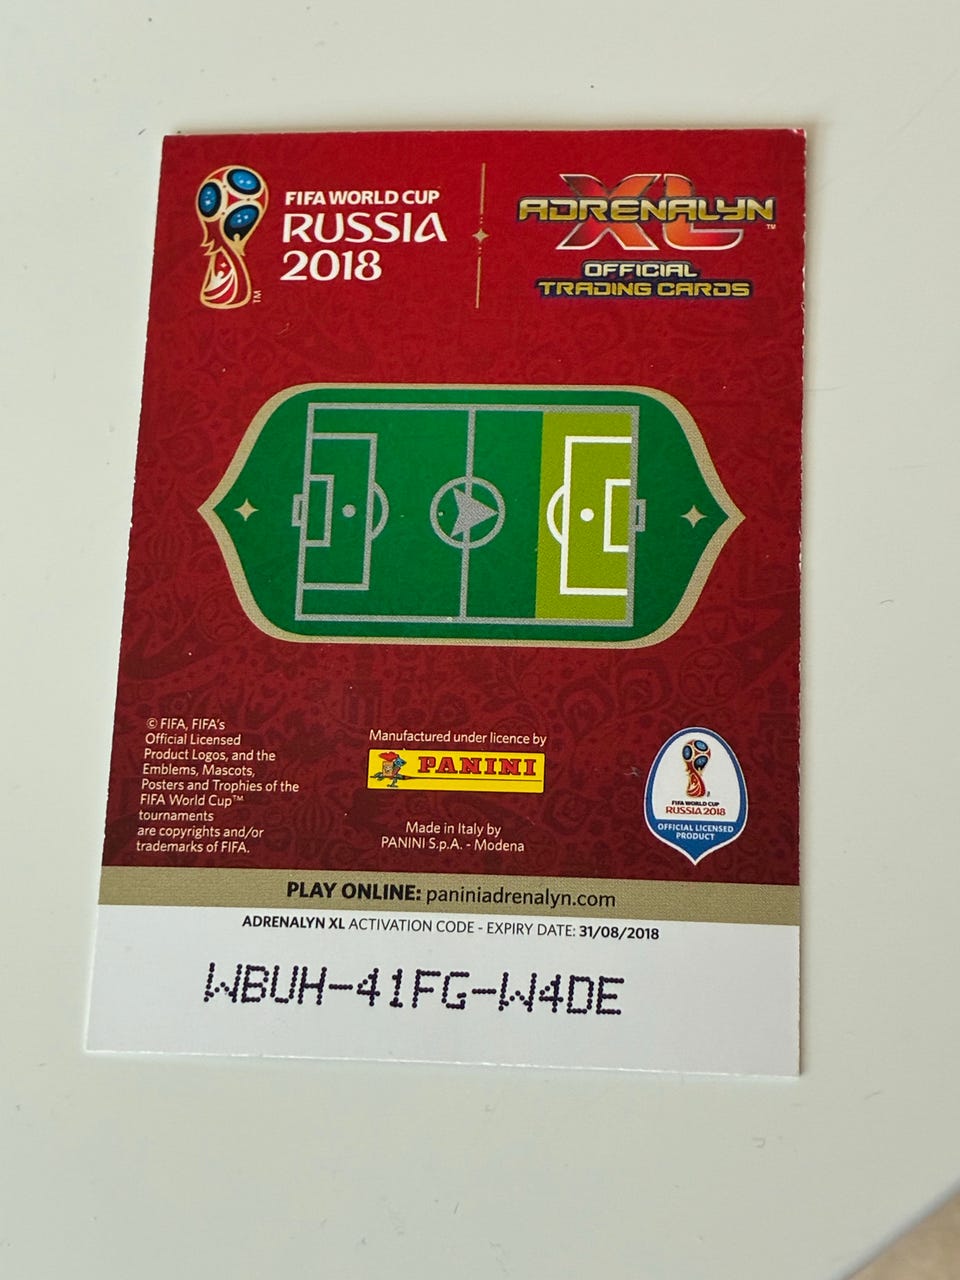 FIFA WORLD CUP
RUSSIA
2018
TM
ADRENALYN
XL
TM
OFFICIAL
TRADING CARDS
© FIFA, FIFA's
Official Licensed
Product Logos, and the
Emblems, Mascots,
Posters and Trophies of the
FIFA World Cup™
tournaments
are copyrights and/or
trademarks of FIFA.
Manufactured under licence by
PANINI
Made in Italy by
PANINI S.p.A. - Modena
FIFA WORLD CUP
RUSSIA 2018
OFFICIAL LICENSED
PRODUCT
PLAY ONLINE: paniniadrenalyn.com
ADRENALYN XL ACTIVATION CODE - EXPIRY DATE: 31/08/2018
WBUH-41FG-W4DE